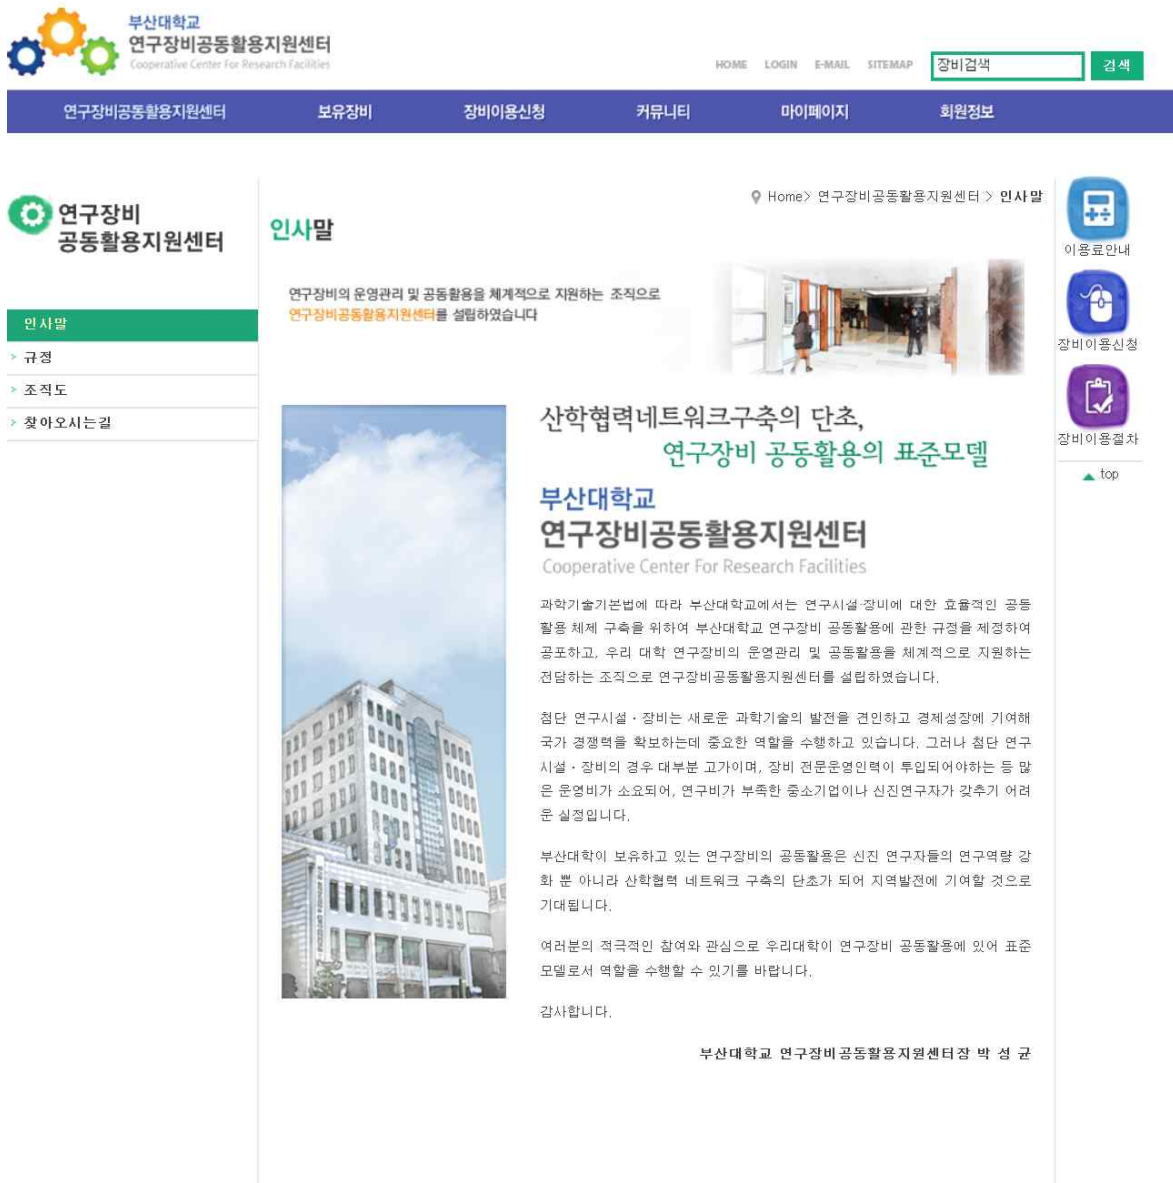 부산대학교
연구장비공동활용지원센터
Cooperative Center For Research Facilities
HOME LOGIN E-MAIL SITEMAP 장비검색 검색
연구장비공동활용지원센터 보유장비 장비이용신청 커뮤니티 마이페이지 회원정보
연구장비
공동활용지원센터
인사말
> 규정
> 조직도
> 찾아오시는길
Home> 연구장비공동활용지원센터 > 인사말
인사말
연구장비의 운영관리 및 공동활용을 체계적으로 지원하는 조직으로
연구장비공동활용지원센터를 설립하였습니다
산학협력네트워크구축의 단초,
연구장비 공동활용의 표준모델
부산대학교
연구장비공동활용지원센터
Cooperative Center For Research Facilities
과학기술기본법에 따라 부산대학교에서는 연구시설·장비에 대한 효율적인 공동
활용 체제 구축을 위하여 부산대학교 연구장비 공동활용에 관한 규정을 제정하여
공포하고, 우리 대학 연구장비의 운영관리 및 공동활용을 체계적으로 지원하는
전담하는 조직으로 연구장비공동활용지원센터를 설립하였습니다.
첨단 연구시설·장비는 새로운 과학기술의 발전을 견인하고 경제성장에 기여해
국가 경쟁력을 확보하는데 중요한 역할을 수행하고 있습니다. 그러나 첨단 연구
시설·장비의 경우 대부분 고가이며, 장비 전문운영인력이 투입되어야하는 등 많
은 운영비가 소요되어, 연구비가 부족한 중소기업이나 신진연구자가 갖추기 어려
운 실정입니다.
부산대학이 보유하고 있는 연구장비의 공동활용은 신진 연구자들의 연구역량 강
화 뿐 아니라 산학협력 네트워크 구축의 단초가 되어 지역발전에 기여할 것으로
기대됩니다.
여러분의 적극적인 참여와 관심으로 우리대학이 연구장비 공동활용에 있어 표준
모델로서 역할을 수행할 수 있기를 바랍니다.
감사합니다.
부산대학교 연구장비공동활용지원센터장 박 성 균
이용료안내
장비이용신청
장비이용절차
top